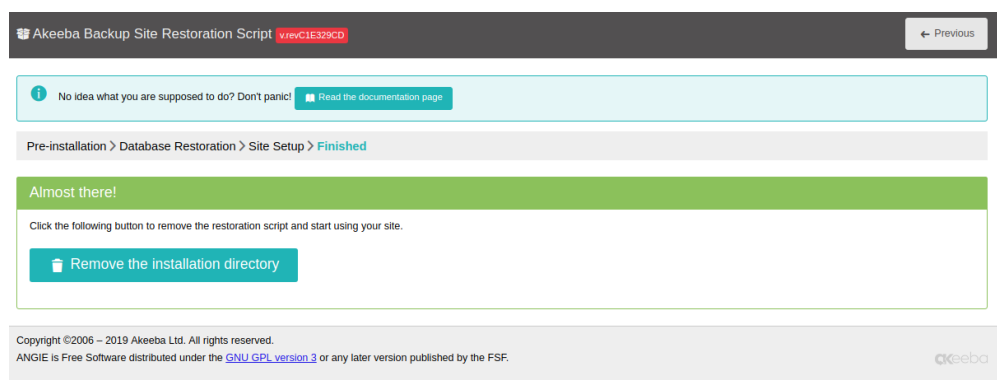 Akeeba Backup Site Restoration Script v.revC1E329CD
Previous
No idea what you are supposed to do? Don't panic! Read the documentation page
Pre-installation > Database Restoration > Site Setup > Finished
Almost there!
Click the following button to remove the restoration script and start using your site.
Remove the installation directory
Copyright ©2006 – 2019 Akeeba Ltd. All rights reserved.
ANGIE is Free Software distributed under the GNU GPL version 3 or any later version published by the FSF.
akeeba